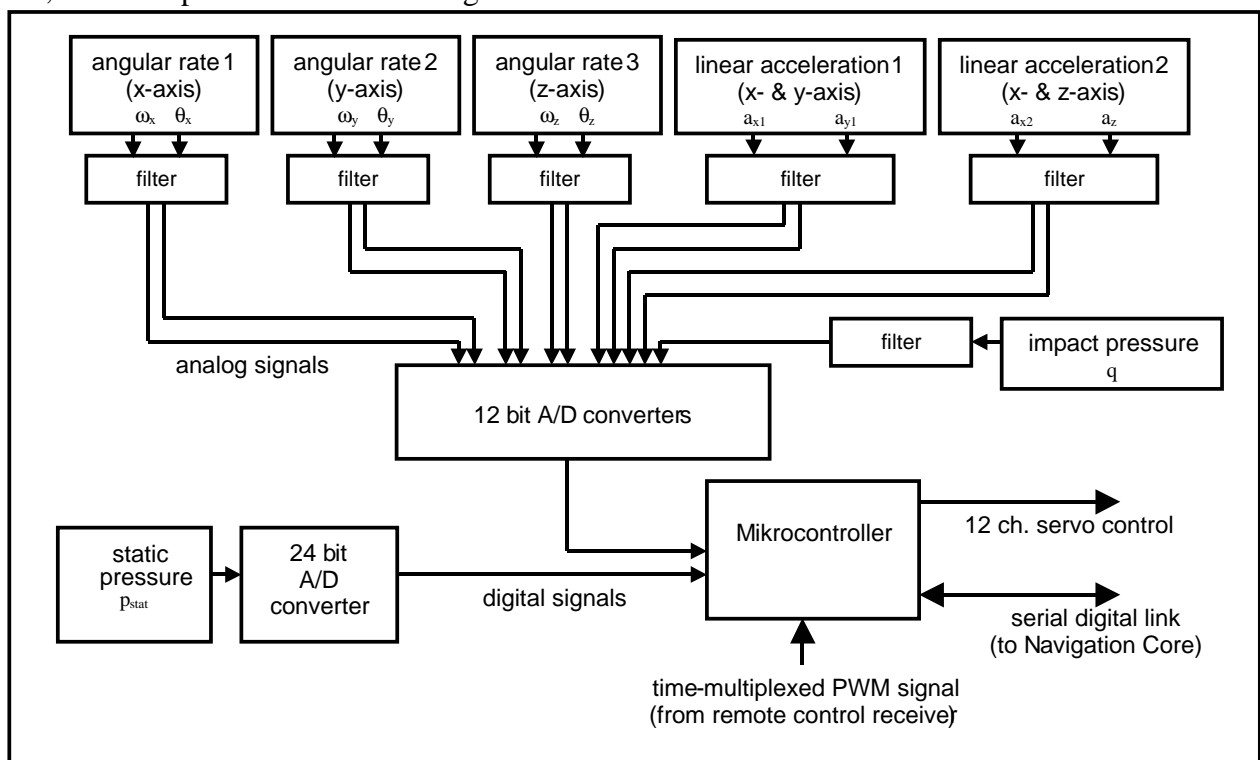 angular rate 1
(x-axis)
ωx θx
angular rate 2
(y-axis)
ωy θy
angular rate 3
(z-axis)
ωz θz
linear acceleration 1
(x- & y-axis)
ax1 ay1
linear acceleration 2
(x- & z-axis)
ax2 az
filter
filter
filter
filter
filter
analog signals
filter
impact pressure
q
12 bit A/D converters
static
pressure
pstat
24 bit
A/D
converter
digital signals
Mikrocontroller
12 ch. servo control
serial digital link
(to Navigation Core)
time-multiplexed PWM signal
(from remote control receiver)